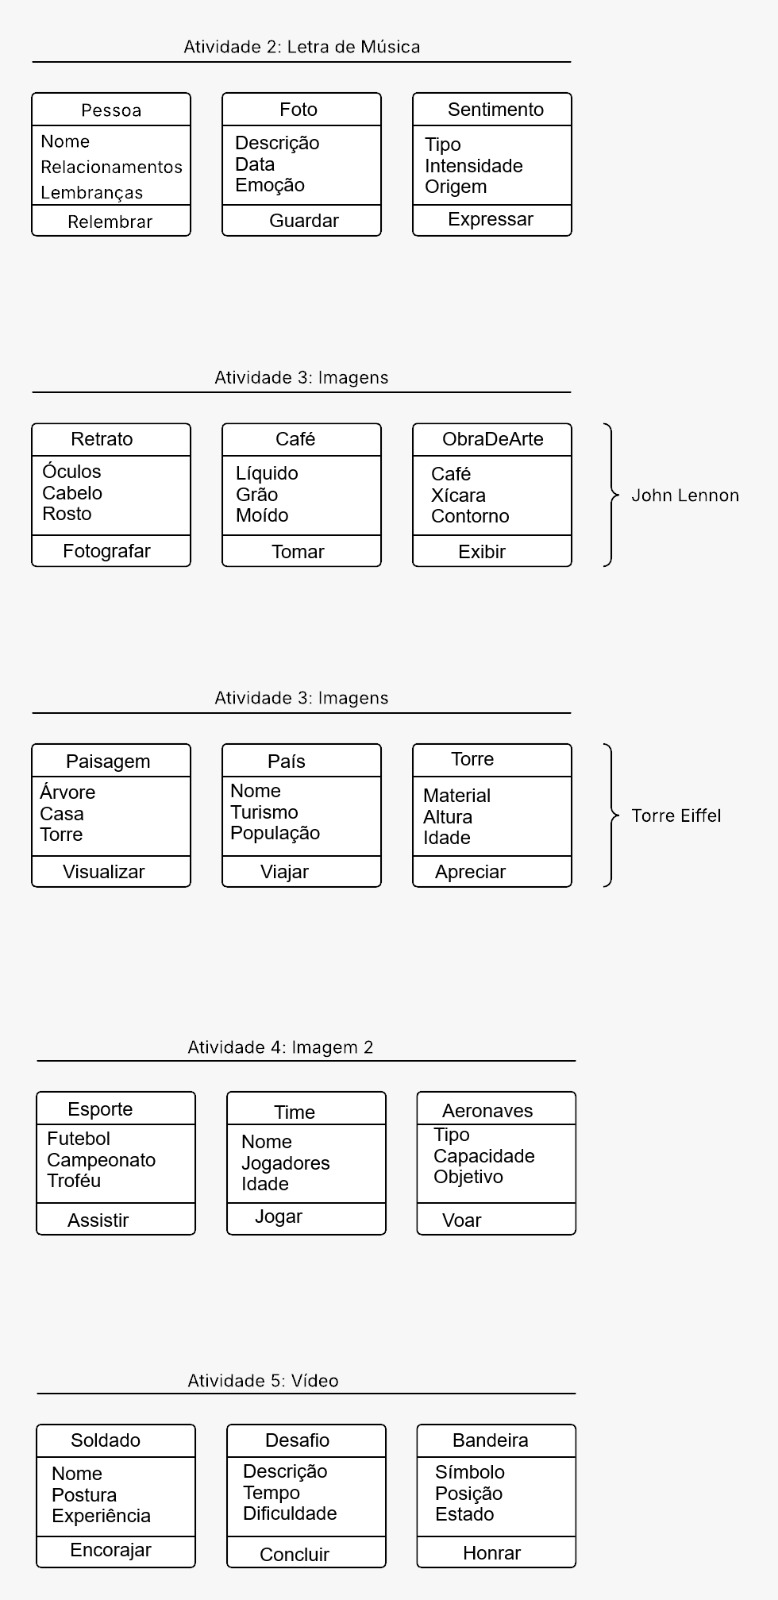 Atividade 2: Letra de Música
Pessoa
Nome
Relacionamentos
Lembranças
Relembrar
Foto
Descrição
Data
Emoção
Guardar
Sentimento
Tipo
Intensidade
Origem
Expressar
Atividade 3: Imagens
Retrato
Óculos
Cabelo
Rosto
Fotografar
Café
Líquido
Grão
Moído
Tomar
ObraDeArte
Café
Xícara
Contorno
Exibir
John Lennon
Atividade 3: Imagens
Paisagem
Árvore
Casa
Torre
Visualizar
País
Nome
Turismo
População
Viajar
Torre
Material
Altura
Idade
Apreciar
Torre Eiffel
Atividade 4: Imagem 2
Esporte
Futebol
Campeonato
Troféu
Assistir
Time
Nome
Jogadores
Idade
Jogar
Aeronaves
Tipo
Capacidade
Objetivo
Voar
Atividade 5: Vídeo
Soldado
Nome
Postura
Experiência
Encorajar
Desafio
Descrição
Tempo
Dificuldade
Concluir
Bandeira
Símbolo
Posição
Estado
Honrar